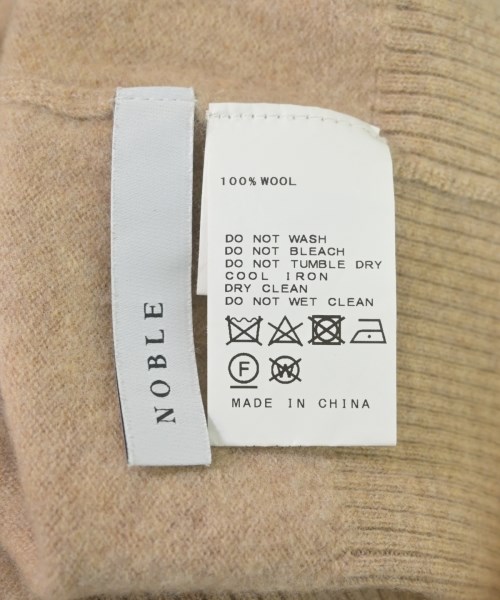 NOBLE
100% WOOL
DO NOT WASH
DO NOT BLEACH
DO NOT TUMBLE DRY
COOL IRON
DRY CLEAN
DO NOT WET CLEAN
F W
MADE IN CHINA